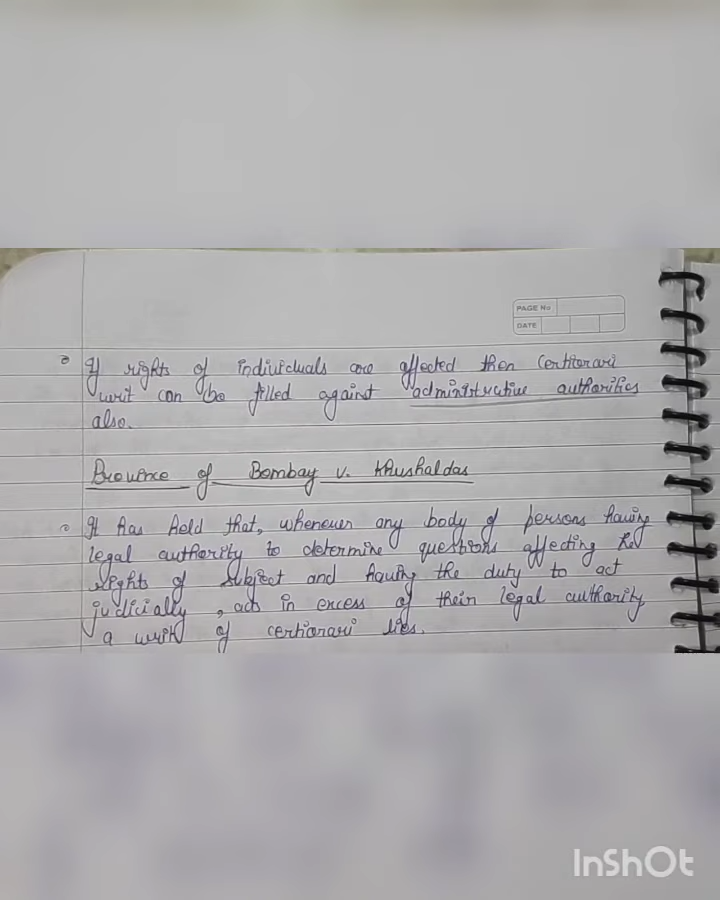 PAGE No
DATE
If rights of individuals are affected then Certiorari
writ can be filled against administrative authorities
also.
Province of Bombay v. Khushaldas
It has held that, whenever any body of persons having
legal authority to determine questions affecting the
rights of subject and having the duty to act
judicially, acts in excess of their legal authority
a writ of certiorari lies.
InShOt